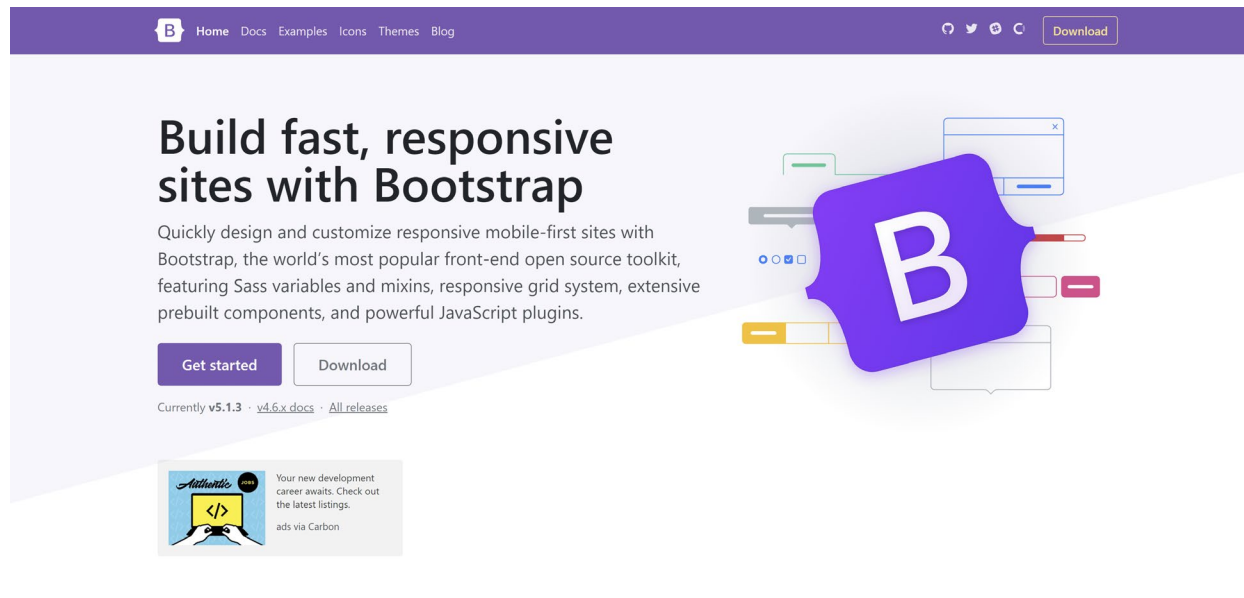 B Home Docs Examples Icons Themes Blog Download
Build fast, responsive
sites with Bootstrap
Quickly design and customize responsive mobile-first sites with
Bootstrap, the world’s most popular front-end open source toolkit,
featuring Sass variables and mixins, responsive grid system, extensive
prebuilt components, and powerful JavaScript plugins.
Get started Download
Currently v5.1.3 · v4.6.x docs · All releases
B
Authentic JOBS
</>
Your new development
career awaits. Check out
the latest listings.
ads via Carbon